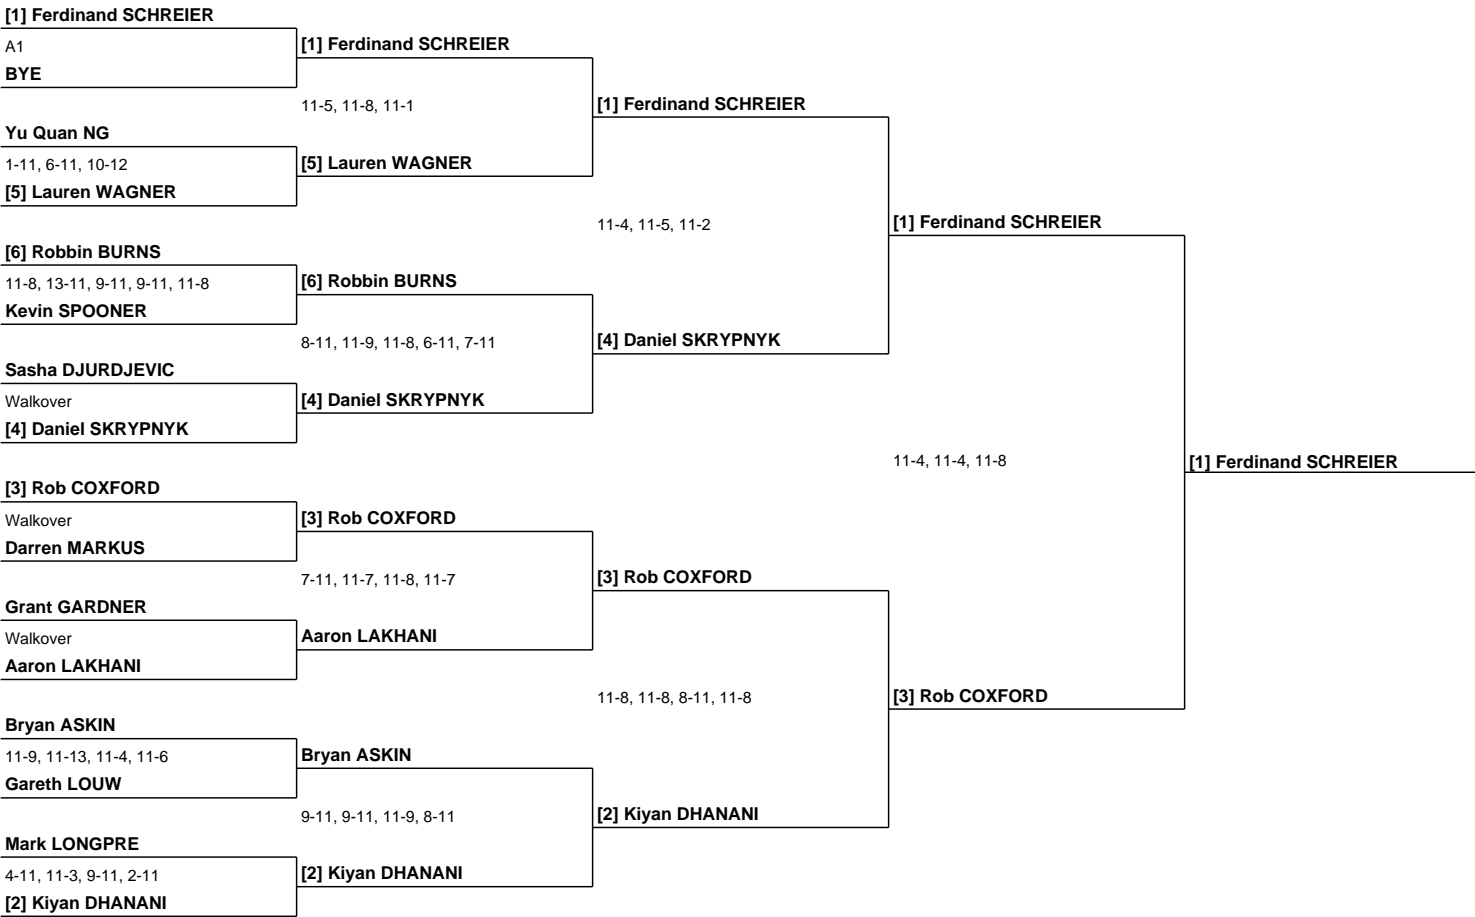 [1] Ferdinand SCHREIER
A1
BYE
Yu Quan NG
1-11, 6-11, 10-12
[5] Lauren WAGNER
[6] Robbin BURNS
11-8, 13-11, 9-11, 9-11, 11-8
Kevin SPOONER
Sasha DJURDJEVIC
Walkover
[4] Daniel SKRYPNYK
[3] Rob COXFORD
Walkover
Darren MARKUS
Grant GARDNER
Walkover
Aaron LAKHANI
Bryan ASKIN
11-9, 11-13, 11-4, 11-6
Gareth LOUW
Mark LONGPRE
4-11, 11-3, 9-11, 2-11
[2] Kiyan DHANANI
[1] Ferdinand SCHREIER
11-5, 11-8, 11-1
[5] Lauren WAGNER
[6] Robbin BURNS
8-11, 11-9, 11-8, 6-11, 7-11
[4] Daniel SKRYPNYK
[3] Rob COXFORD
7-11, 11-7, 11-8, 11-7
Aaron LAKHANI
Bryan ASKIN
9-11, 9-11, 11-9, 8-11
[2] Kiyan DHANANI
[1] Ferdinand SCHREIER
11-4, 11-5, 11-2
[4] Daniel SKRYPNYK
[3] Rob COXFORD
11-8, 11-8, 8-11, 11-8
[2] Kiyan DHANANI
[1] Ferdinand SCHREIER
11-4, 11-4, 11-8
[3] Rob COXFORD
[1] Ferdinand SCHREIER